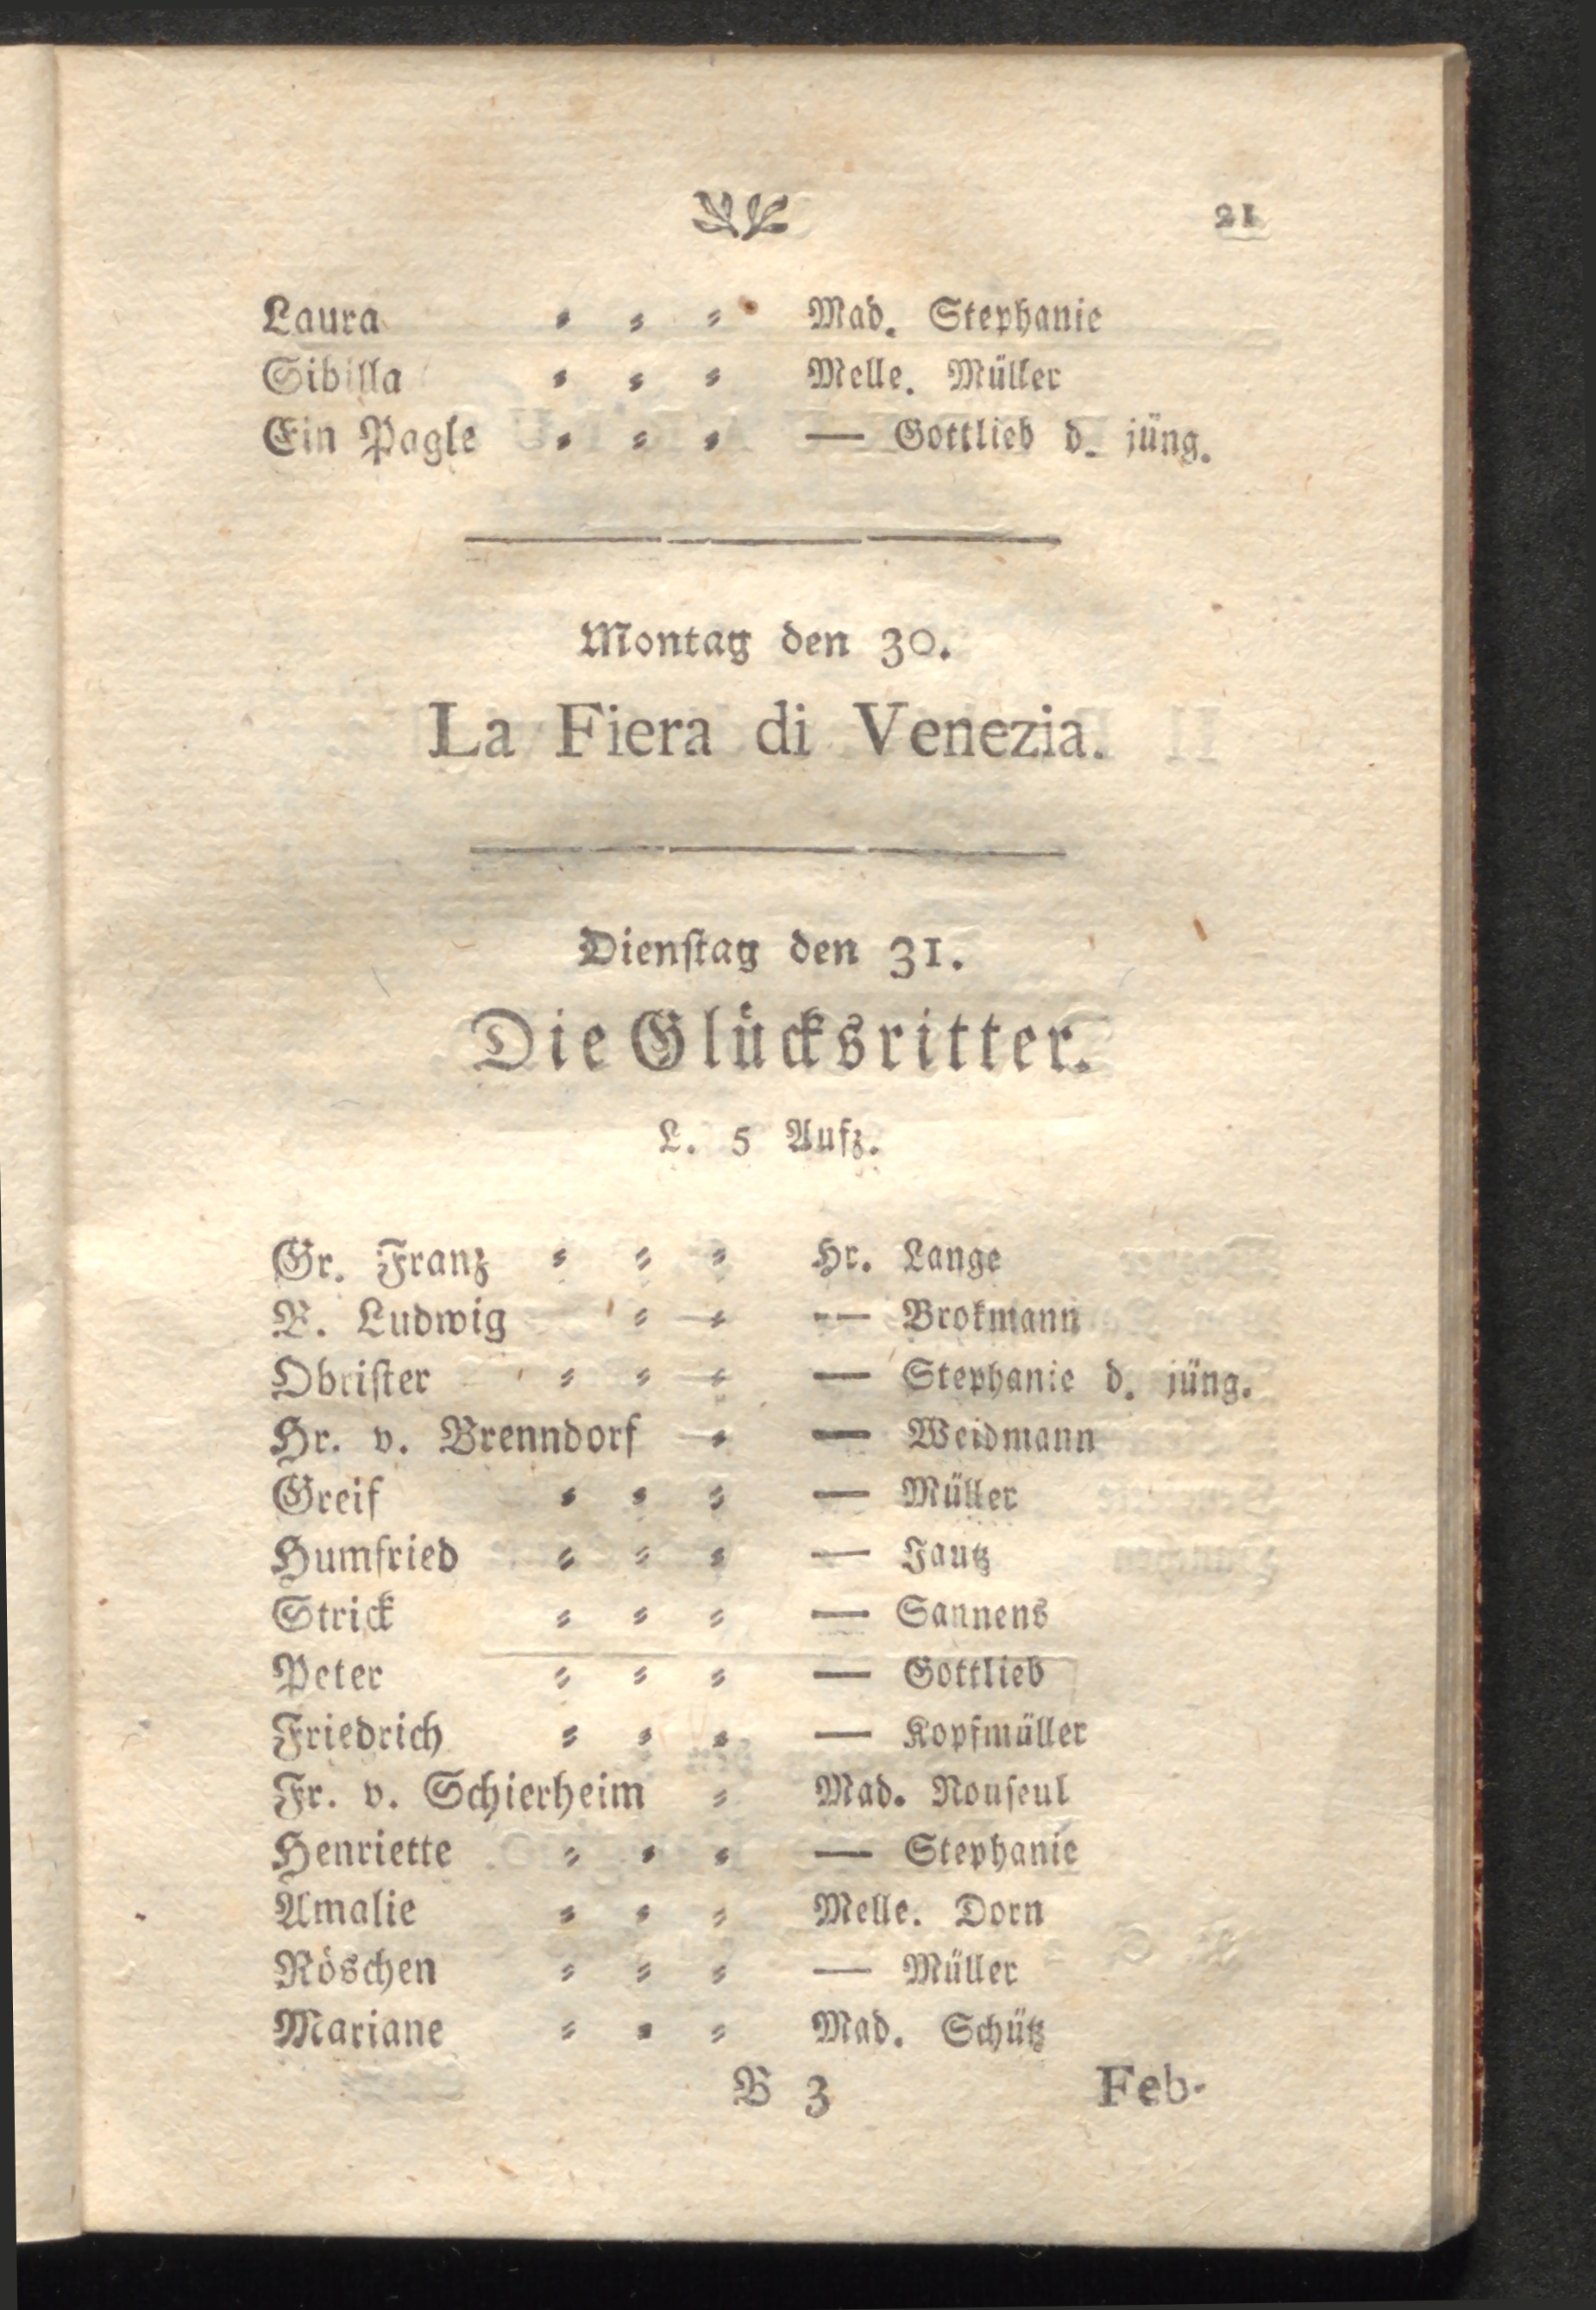 21
Laura = = = Mad. Stephanie
Sibilla = = = Melle. Müller
Ein Pagle = = = — Gottlieb d. jüng.
Montag den 30.
La Fiera di Venezia.
Dienſtag den 31.
Die Glücksritter.
L. 5 Aufz.
Gr. Franz = = = Hr. Lange
B. Ludwig = = — Brokmann
Obriſter = = = — Stephanie d. jüng.
Hr. v. Brenndorf = — Weidmann
Greif = = = — Müller
Humfried = = = — Jautz
Strick = = = — Sannens
Peter = = = — Gottlieb
Friedrich = = = — Kopfmüller
Fr. v. Schierheim = Mad. Nouſeul
Henriette = = = — Stephanie
Amalie = = = Melle. Dorn
Röschen = = = — Müller
Mariane = = = Mad. Schütz
B 3 Feb-